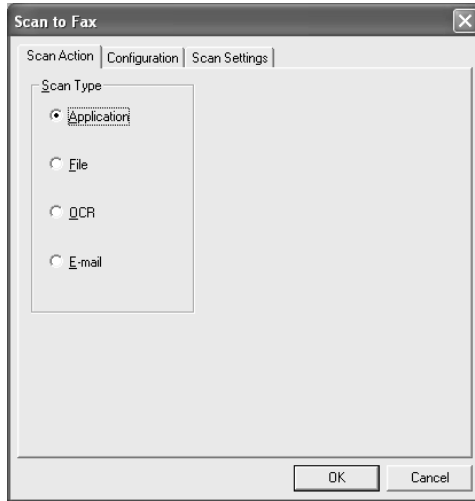 Scan to Fax
Scan Action Configuration Scan Settings
Scan Type
Application
File
OCR
E-mail
OK Cancel